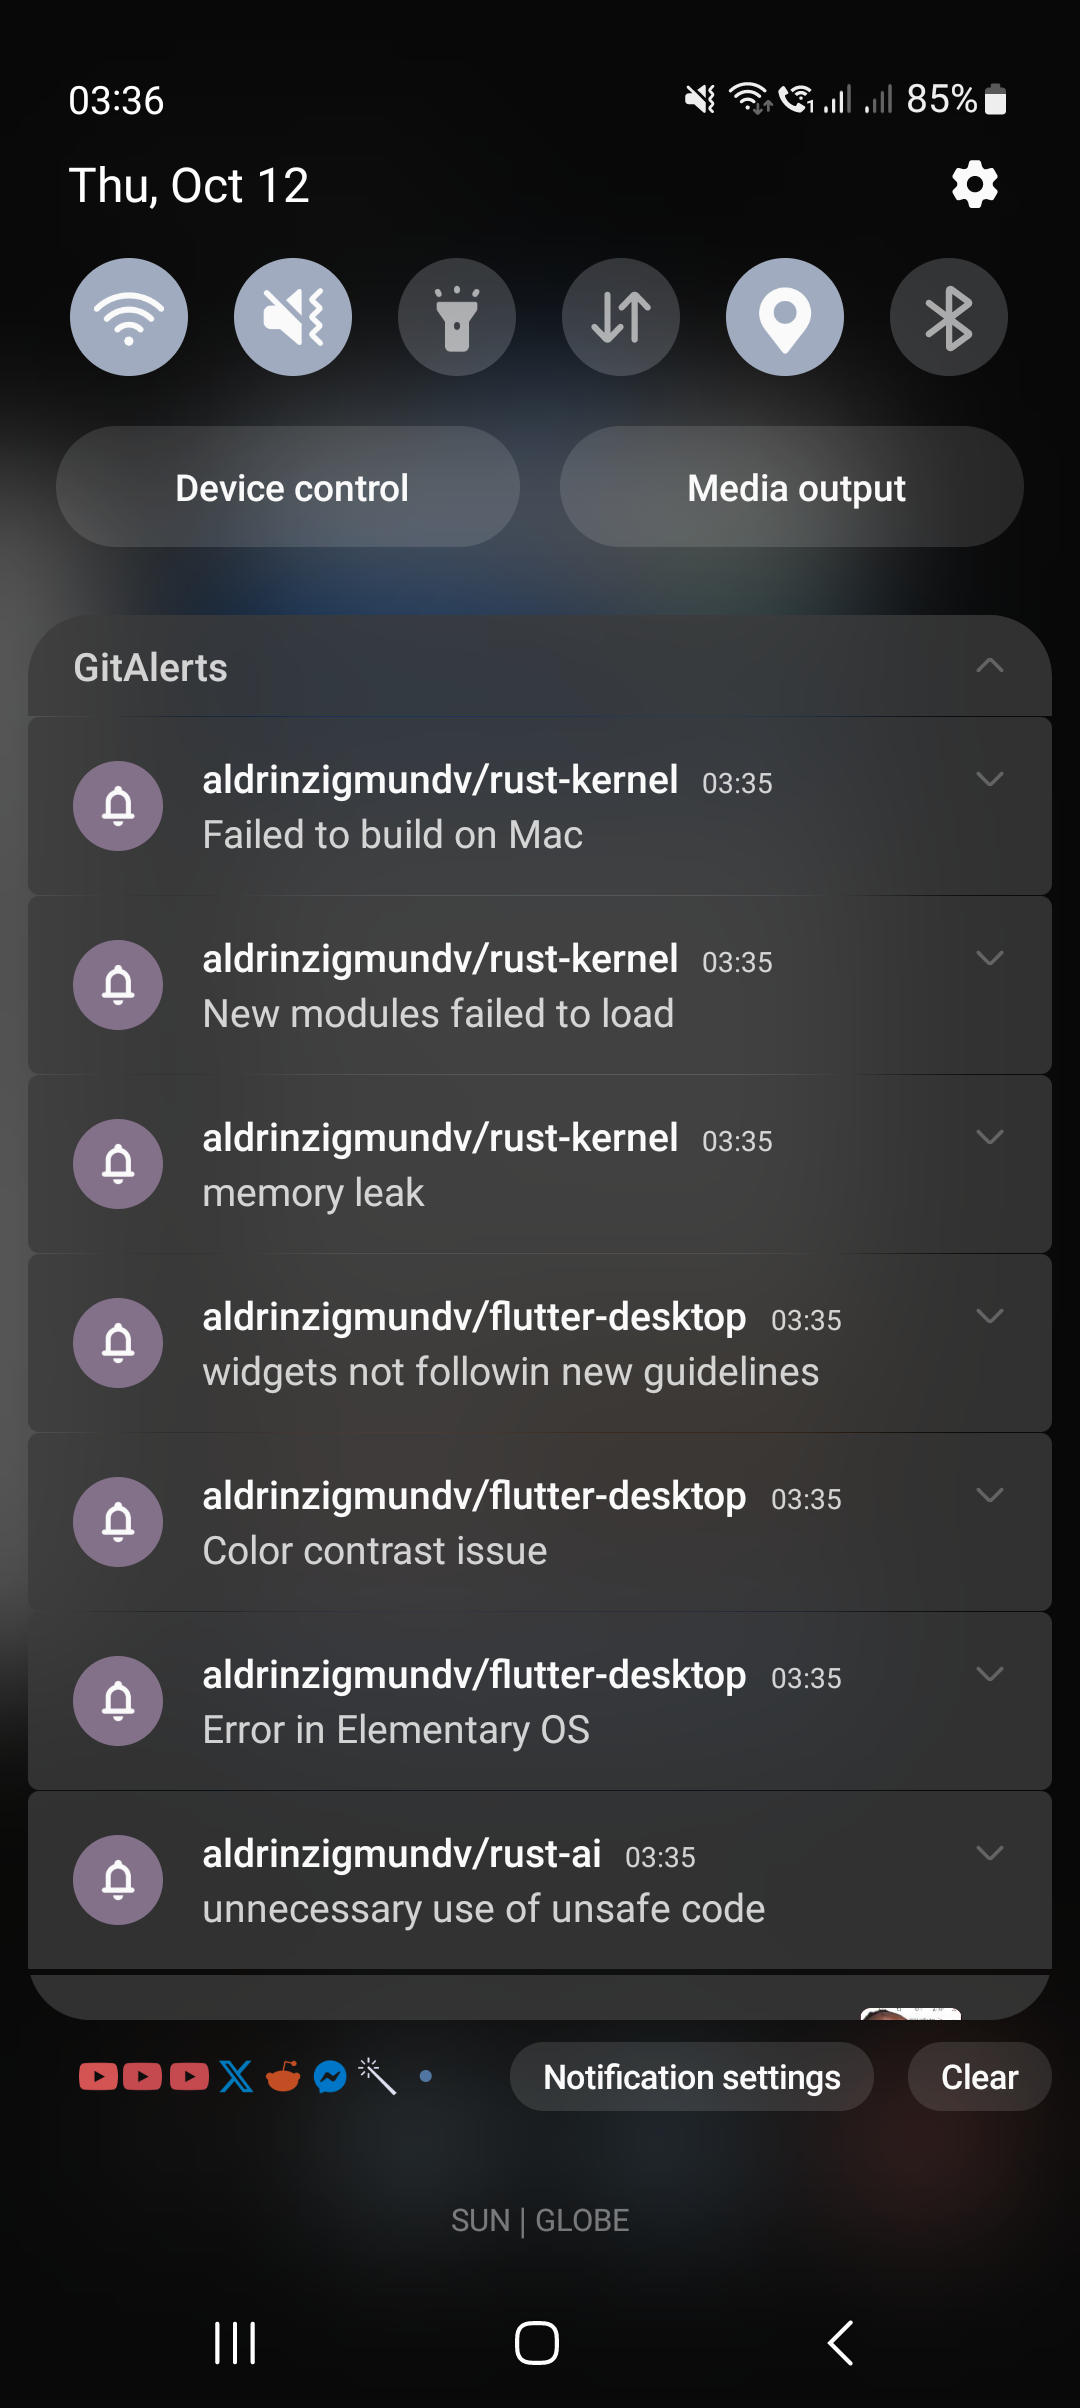 03:36
85%
Thu, Oct 12
Device control
Media output
GitAlerts
aldrinzigmundv/rust-kernel 03:35
Failed to build on Mac
aldrinzigmundv/rust-kernel 03:35
New modules failed to load
aldrinzigmundv/rust-kernel 03:35
memory leak
aldrinzigmundv/flutter-desktop 03:35
widgets not followin new guidelines
aldrinzigmundv/flutter-desktop 03:35
Color contrast issue
aldrinzigmundv/flutter-desktop 03:35
Error in Elementary OS
aldrinzigmundv/rust-ai 03:35
unnecessary use of unsafe code
Notification settings
Clear
SUN | GLOBE